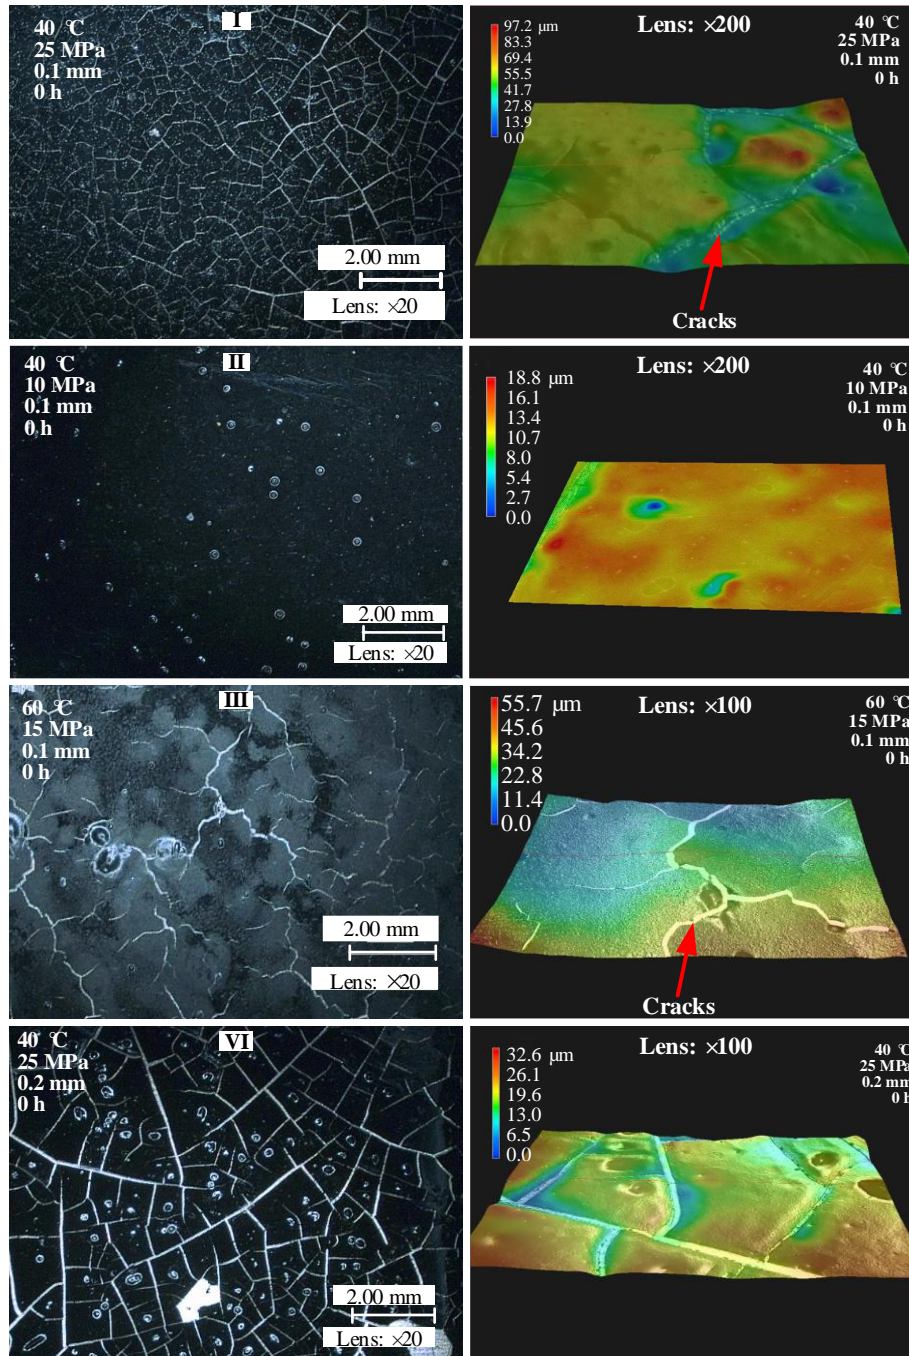 I
40 ℃
25 MPa
0.1 mm
0 h
2.00 mm
Lens: ×20
Lens: ×200
97.2 μm
83.3
69.4
55.5
41.7
27.8
13.9
0.0
40 ℃
25 MPa
0.1 mm
0 h
Cracks
II
40 ℃
10 MPa
0.1 mm
0 h
2.00 mm
Lens: ×20
Lens: ×200
18.8 μm
16.1
13.4
10.7
8.0
5.4
2.7
0.0
40 ℃
10 MPa
0.1 mm
0 h
III
60 ℃
15 MPa
0.1 mm
0 h
2.00 mm
Lens: ×20
Lens: ×100
55.7 μm
45.6
34.2
22.8
11.4
0.0
60 ℃
15 MPa
0.1 mm
0 h
Cracks
VI
40 ℃
25 MPa
0.2 mm
0 h
2.00 mm
Lens: ×20
Lens: ×100
32.6 μm
26.1
19.6
13.0
6.5
0.0
40 ℃
25 MPa
0.2 mm
0 h